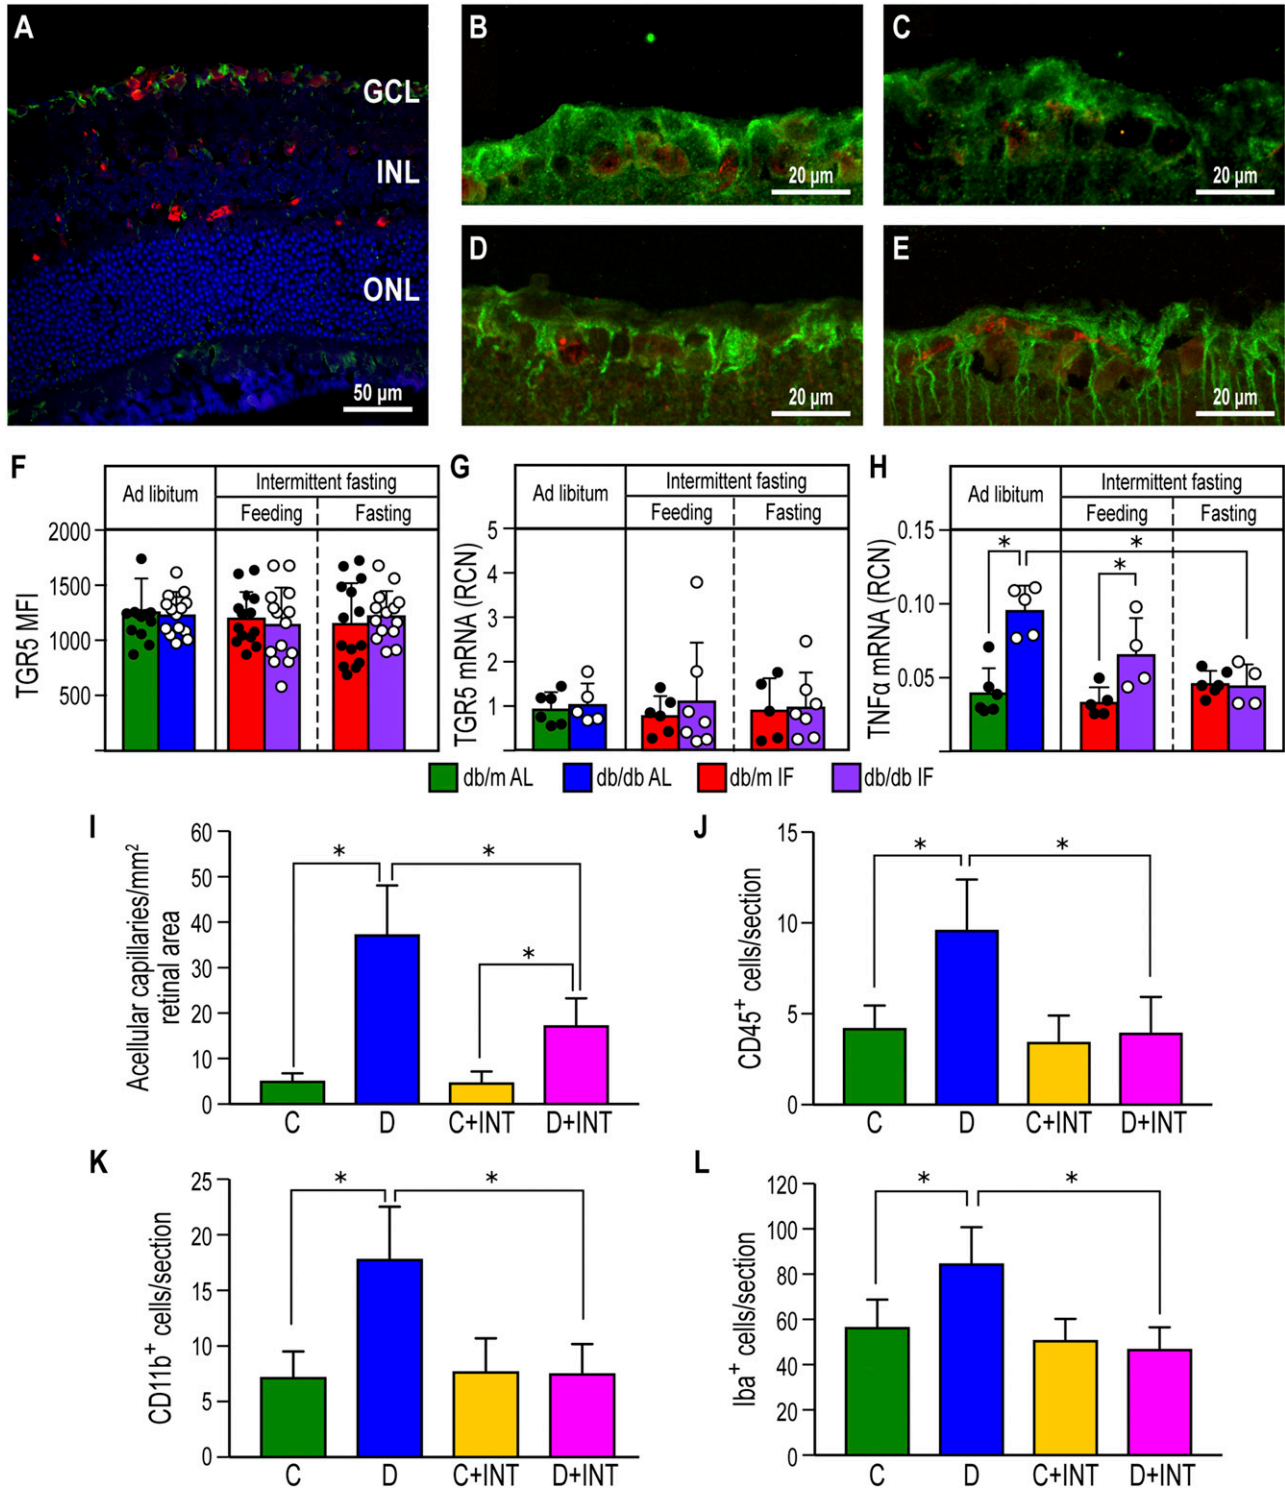 A
GCL
INL
ONL
50 µm
B
20 µm
C
20 µm
D
20 µm
E
20 µm
F
Ad libitum
Intermittent fasting
Feeding
Fasting
TGR5 MFI
2000
1500
1000
500
G
Ad libitum
Intermittent fasting
Feeding
Fasting
TGR5 mRNA (RCN)
5
4
3
2
1
H
Ad libitum
Intermittent fasting
Feeding
Fasting
TNFα mRNA (RCN)
0.15
0.10
0.05
*
*
*
db/m AL
db/db AL
db/m IF
db/db IF
I
Acellular capillaries/mm²
retinal area
60
50
40
30
20
10
0
*
*
*
C
D
C+INT
D+INT
J
CD45⁺ cells/section
15
10
5
0
*
*
C
D
C+INT
D+INT
K
CD11b⁺ cells/section
25
20
15
10
5
0
*
*
C
D
C+INT
D+INT
L
Iba⁺ cells/section
120
100
80
60
40
20
0
*
*
C
D
C+INT
D+INT